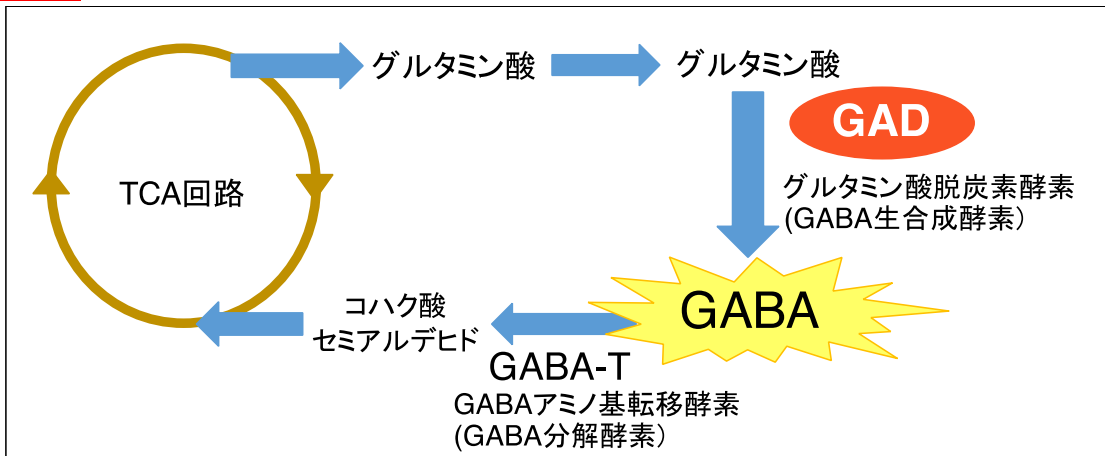 グルタミン酸
グルタミン酸
GAD
グルタミン酸脱炭素酵素
(GABA生合成酵素）
TCA回路
GABA
コハク酸
セミアルデヒド
GABA-T
GABAアミノ基転移酵素
(GABA分解酵素）